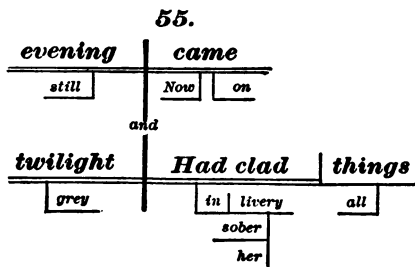 55.
evening came
still Now on
and
twilight Had clad things
grey in livery all
sober
her